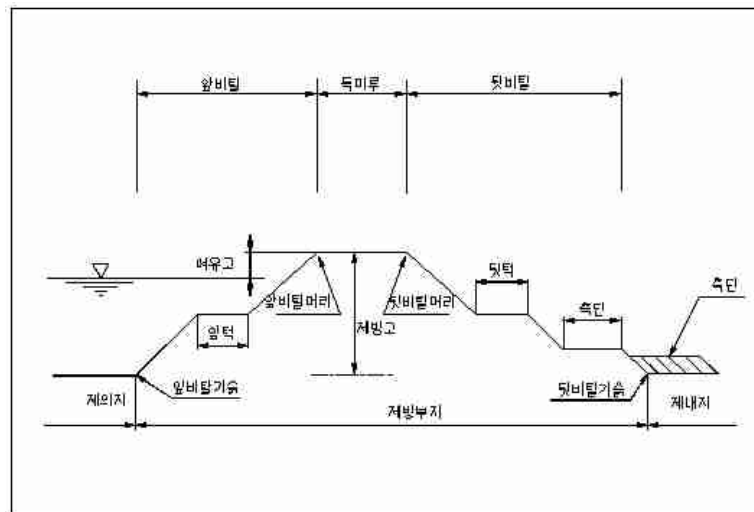 앞비탈
둑마루
뒷비탈
여유고
앞비탈머리
뒷비탈머리
뒷턱
측단
측단
앞턱
제방고
제외지
앞비탈기슭
뒷비탈기슭
제내지
제방부지